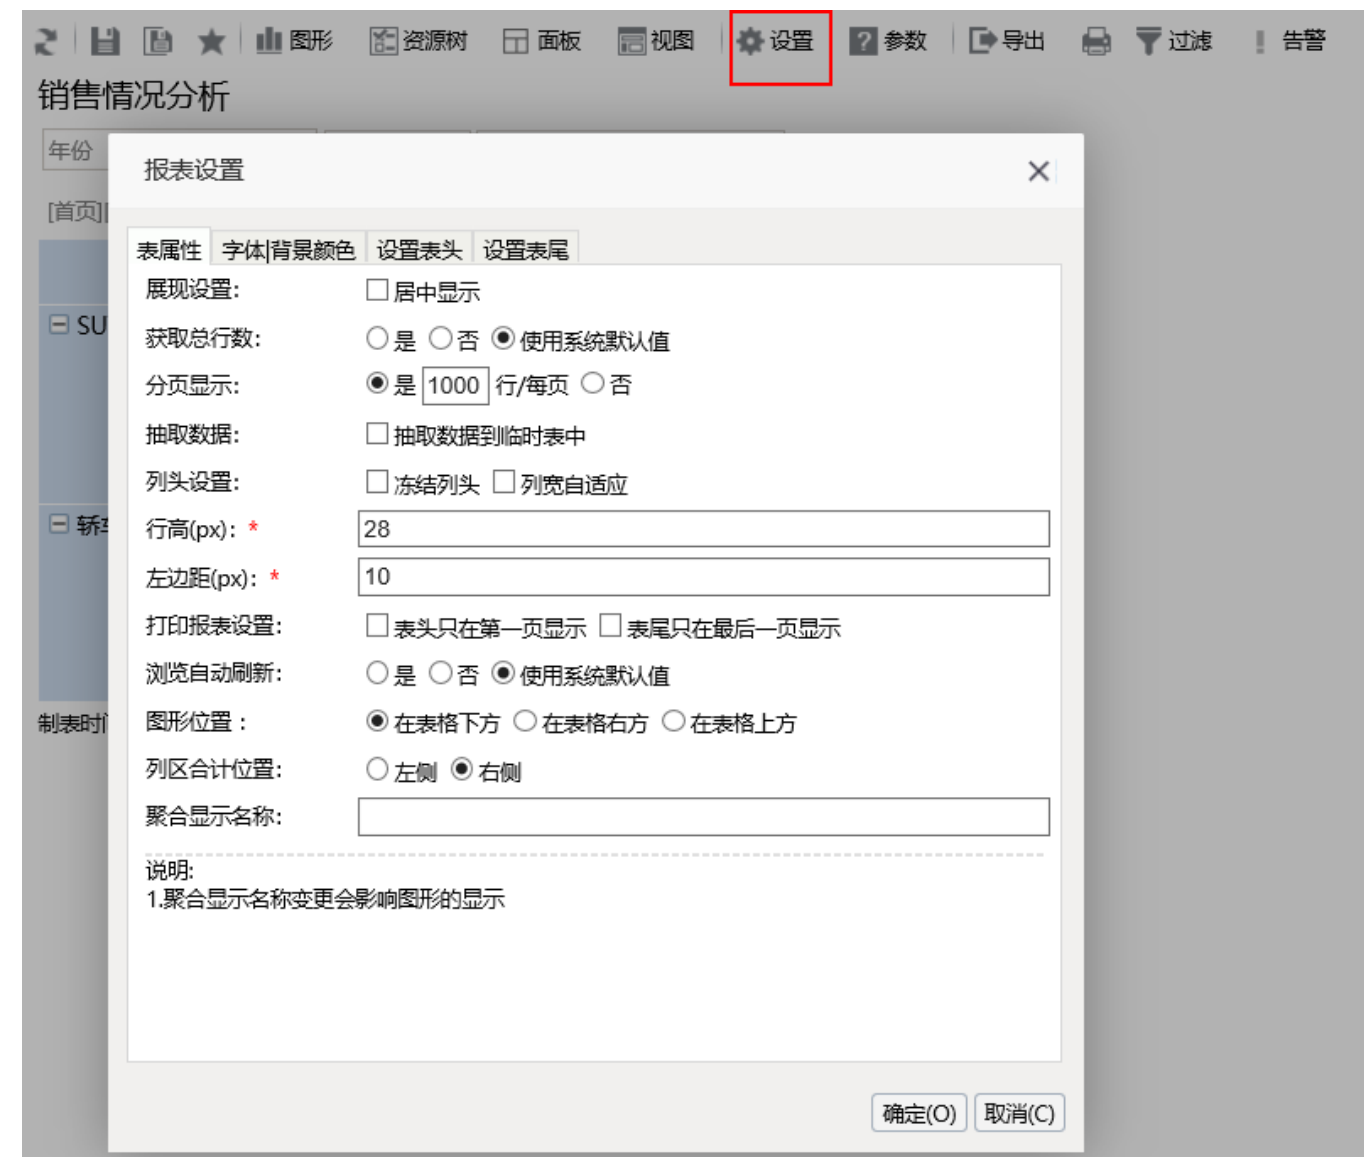 图形 资源树 面板 视图 设置 ? 参数 导出 过滤 ! 告警
销售情况分析
年份
报表设置
[首页]
表属性 字体|背景颜色 设置表头 设置表尾
展现设置: 居中显示
SU
获取总行数: 是 否 使用系统默认值
分页显示: 是 1000 行/每页 否
抽取数据: 抽取数据到临时表中
列头设置: 冻结列头 列宽自适应
轿车
行高(px): * 28
左边距(px): * 10
打印报表设置: 表头只在第一页显示 表尾只在最后一页显示
浏览自动刷新: 是 否 使用系统默认值
制表时间
图形位置 : 在表格下方 在表格右方 在表格上方
列区合计位置: 左侧 右侧
聚合显示名称:
说明:
1.聚合显示名称变更会影响图形的显示
确定(O) 取消(C)